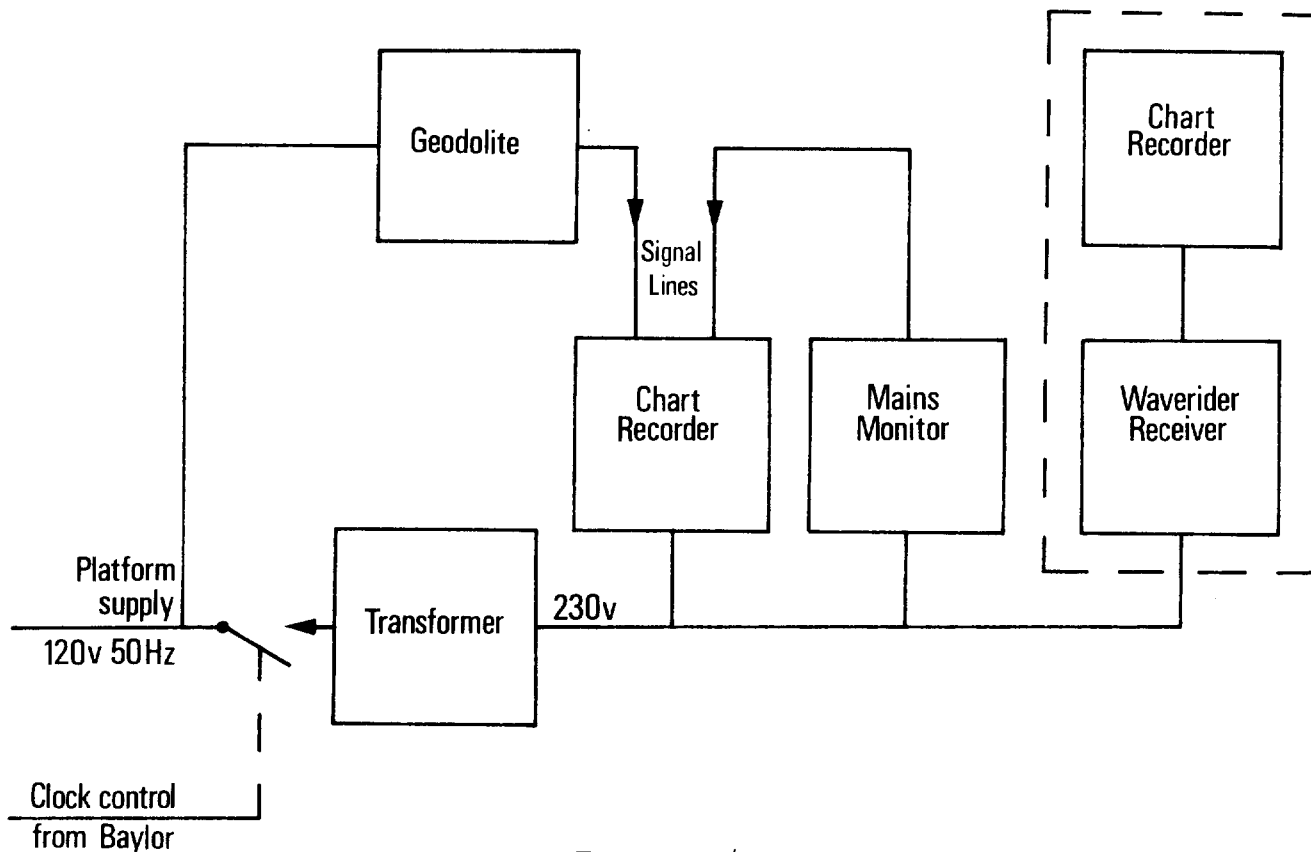 Geodolite
Chart
Recorder
Signal
Lines
Chart
Recorder
Mains
Monitor
Waverider
Receiver
Platform
supply
120v 50Hz
Transformer
230v
Clock control
from Baylor